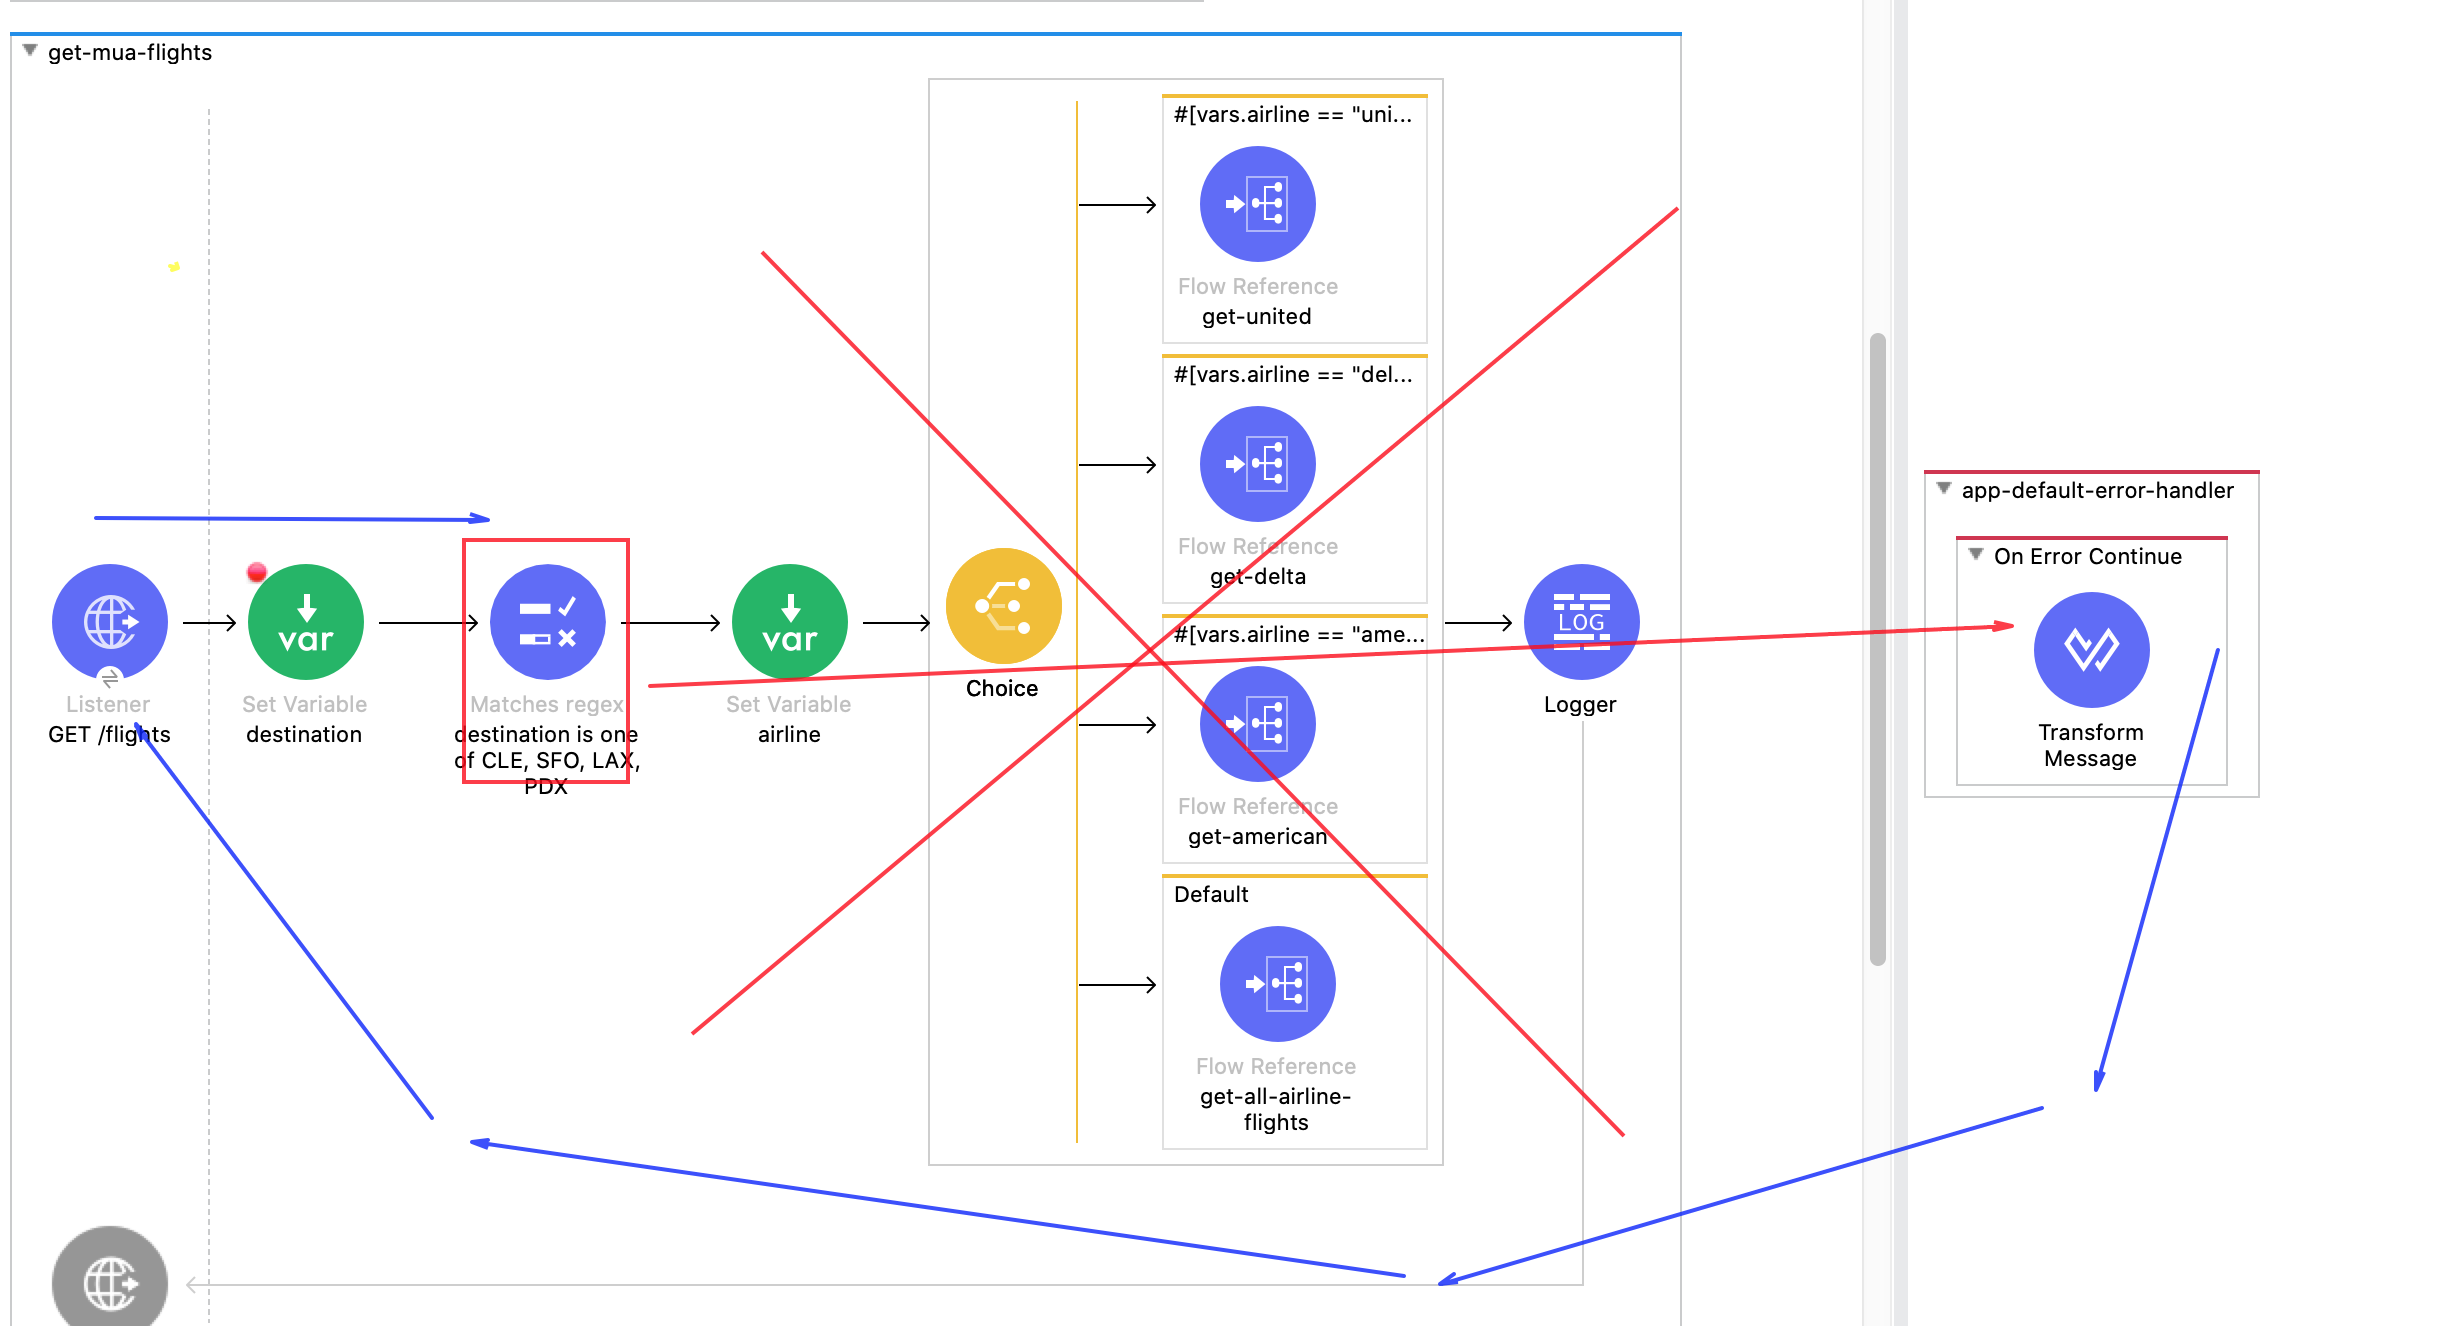 get-mua-flights
Listener
GET /flights
var
Set Variable
destination
Matches regex
destination is one
of CLE, SFO, LAX,
PDX
var
Set Variable
airline
Choice
#[vars.airline == "uni...
Flow Reference
get-united
#[vars.airline == "del...
Flow Reference
get-delta
#[vars.airline == "ame...
Flow Reference
get-american
Default
Flow Reference
get-all-airline-
flights
LOG
Logger
app-default-error-handler
On Error Continue
Transform
Message